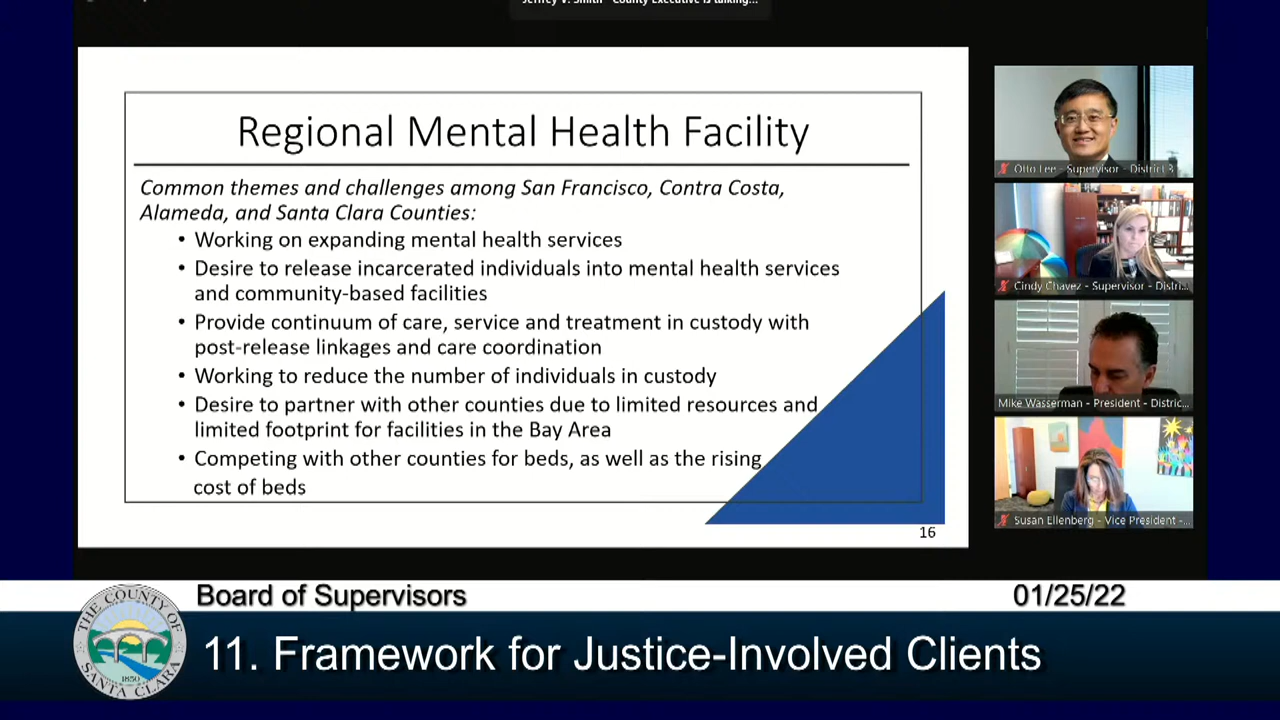 Jeffrey V. Smith - County Executive is talking...
Regional Mental Health Facility
Common themes and challenges among San Francisco, Contra Costa,
Alameda, and Santa Clara Counties:
• Working on expanding mental health services
• Desire to release incarcerated individuals into mental health services
and community-based facilities
• Provide continuum of care, service and treatment in custody with
post-release linkages and care coordination
• Working to reduce the number of individuals in custody
• Desire to partner with other counties due to limited resources and
limited footprint for facilities in the Bay Area
• Competing with other counties for beds, as well as the rising
cost of beds
16
Otto Lee - Supervisor - District 3
Cindy Chavez - Supervisor - Distri...
Mike Wasserman - President - Distric...
Susan Ellenberg - Vice President -...
Board of Supervisors
01/25/22
THE COUNTY OF
SANTA CLARA
1850
11. Framework for Justice-Involved Clients